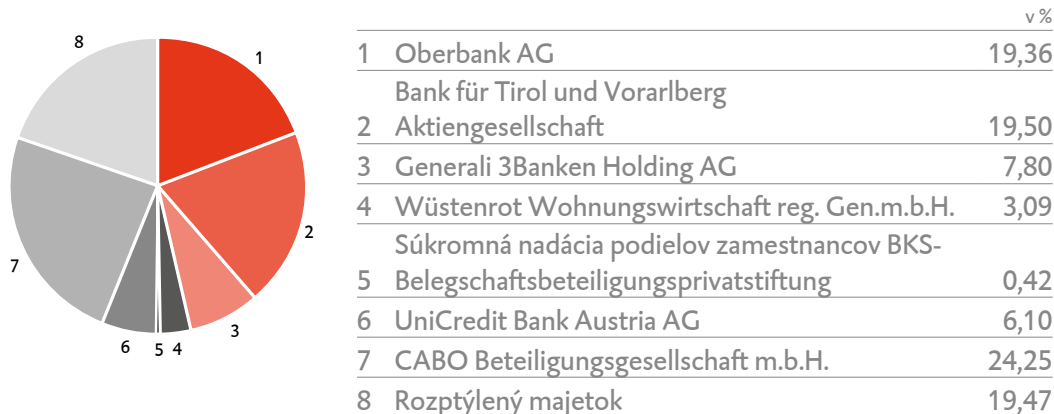 v %
8
1
2
7
3
6
5
4
1 Oberbank AG 19,36
Bank für Tirol und Vorarlberg
2 Aktiengesellschaft 19,50
3 Generali 3Banken Holding AG 7,80
4 Wüstenrot Wohnungswirtschaft reg. Gen.m.b.H. 3,09
Súkromná nadácia podielov zamestnancov BKS-
5 Belegschaftsbeteiligungsprivatstiftung 0,42
6 UniCredit Bank Austria AG 6,10
7 CABO Beteiligungsgesellschaft m.b.H. 24,25
8 Rozptýlený majetok 19,47